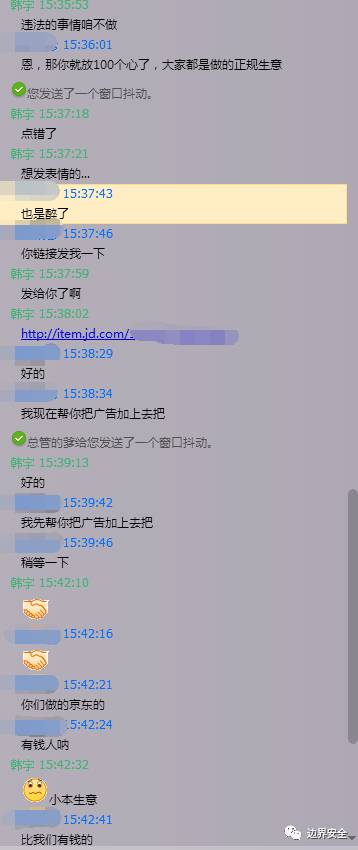 韩宇 15:35:53
违法的事情咱不做
15:36:01
恩，那你就放100个心了，大家都是做的正规生意
您发送了一个窗口抖动。
韩宇 15:37:18
点错了
韩宇 15:37:21
想发表情的...
15:37:43
也是醉了
15:37:46
你链接发我一下
韩宇 15:37:59
发给你了啊
韩宇 15:38:02
http://item.jd.com/
15:38:29
好的
15:38:34
我现在帮你把广告加上去把
总管的爹给您发送了一个窗口抖动。
韩宇 15:39:13
好的
15:39:42
我先帮你把广告加上去把
15:39:46
稍等一下
韩宇 15:42:10
15:42:16
15:42:21
你们做的京东的
15:42:24
有钱人呐
韩宇 15:42:32
小本生意
15:42:41
比我们有钱的
边界安全